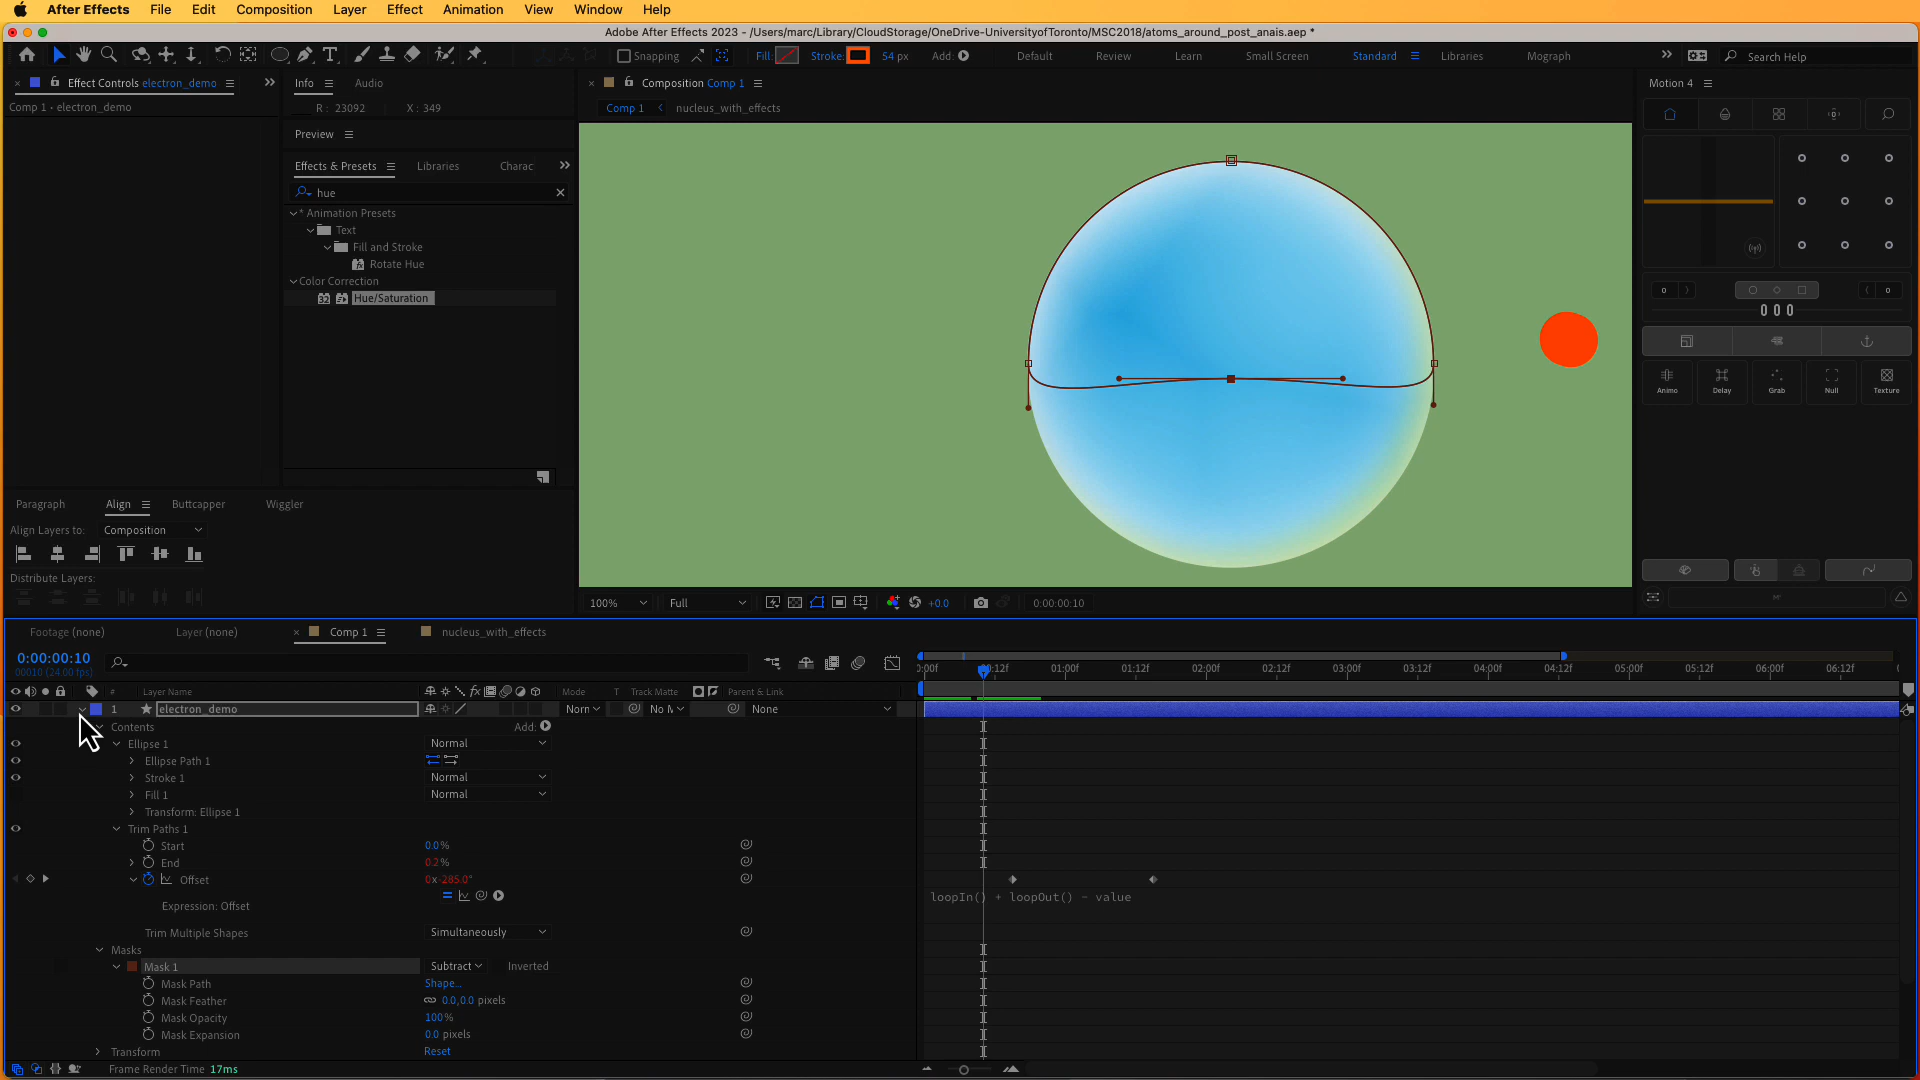 After Effects File Edit Composition Layer Effect Animation View Window Help
Adobe After Effects 2023 - /Users/marc/Library/CloudStorage/OneDrive-UniversityofToronto/MSC2018/atoms_around_post_anais.aep *
Snapping Fill: Stroke: 54 px Add: Default Review Learn Small Screen Standard Libraries Mograph Search Help
Effect Controls electron_demo Info Audio Composition Comp 1 Motion 4
Comp 1 • electron_demo R : 23092 X : 349 Comp 1 nucleus_with_effects
Preview
Effects & Presets Libraries Charac
hue
* Animation Presets
Text
Fill and Stroke
Rotate Hue
Color Correction
32 Hue/Saturation
0 0
0 0 0
Animo Delay Grab Null Texture
Paragraph Align Buttcapper Wiggler
Align Layers to: Composition
Distribute Layers:
100% Full +0.0 0:00:00:10
Footage (none) Layer (none) Comp 1 nucleus_with_effects
0:00:00:10
00010 (24.00 fps)
:00f 00:12f 01:00f 01:12f 02:00f 02:12f 03:00f 03:12f 04:00f 04:12f 05:00f 05:12f 06:00f 06:12f
# Layer Name Mode T Track Matte Parent & Link
1 electron_demo Norn No M None
Contents Add:
Ellipse 1 Normal
Ellipse Path 1
Stroke 1 Normal
Fill 1 Normal
Transform: Ellipse 1
Trim Paths 1
Start 0.0%
End 0.2%
Offset 0x-285.0°
Expression: Offset loopIn() + loopOut() - value
Trim Multiple Shapes Simultaneously
Masks
Mask 1 Subtract Inverted
Mask Path Shape...
Mask Feather 0.0,0.0 pixels
Mask Opacity 100%
Mask Expansion 0.0 pixels
Transform Reset
Frame Render Time 17ms